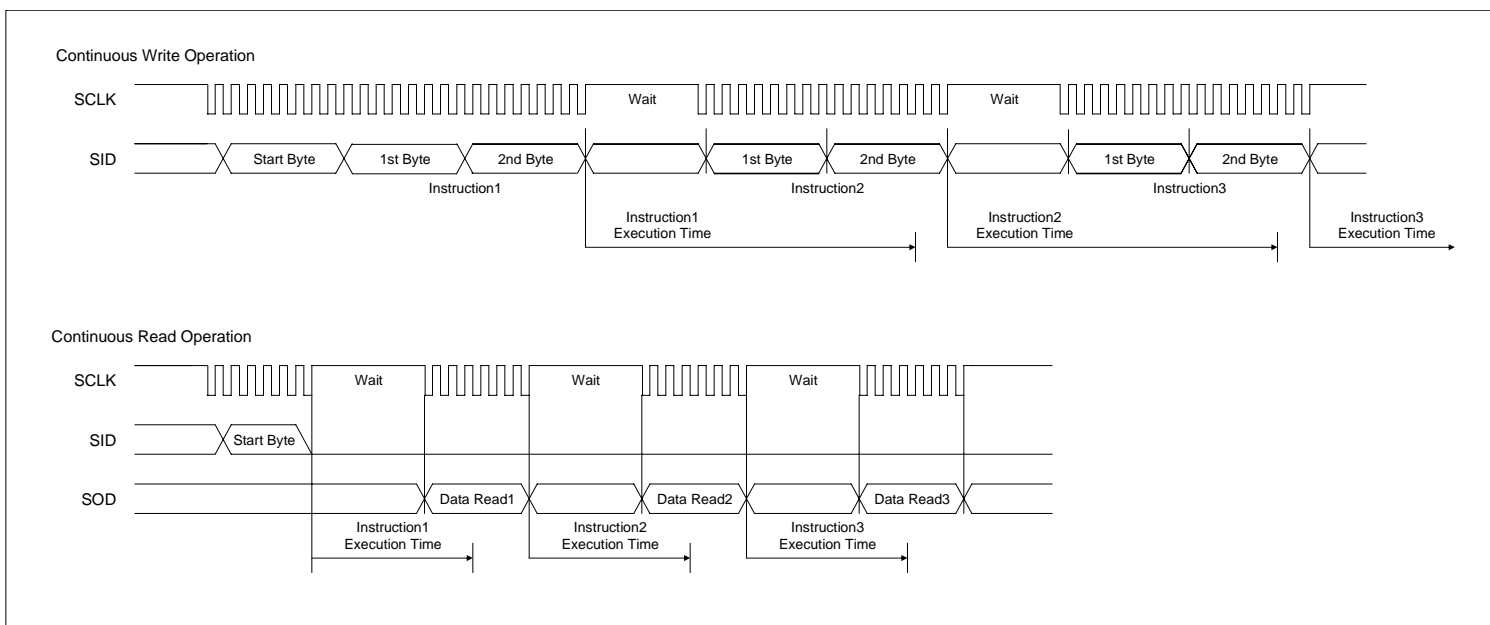 Continuous Write Operation
SCLK
Wait
Wait
SID
Start Byte
1st Byte
2nd Byte
1st Byte
2nd Byte
1st Byte
2nd Byte
Instruction1
Instruction2
Instruction3
Instruction1
Execution Time
Instruction2
Execution Time
Instruction3
Execution Time
Continuous Read Operation
SCLK
Wait
Wait
Wait
SID
Start Byte
SOD
Data Read1
Data Read2
Data Read3
Instruction1
Execution Time
Instruction2
Execution Time
Instruction3
Execution Time